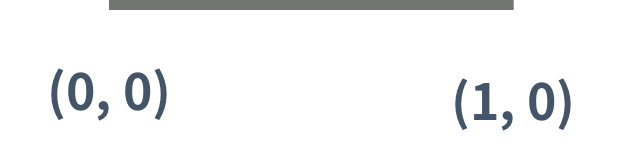 (0, 0)
(1, 0)